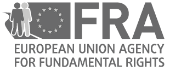 FRA
EUROPEAN UNION AGENCY
FOR FUNDAMENTAL RIGHTS